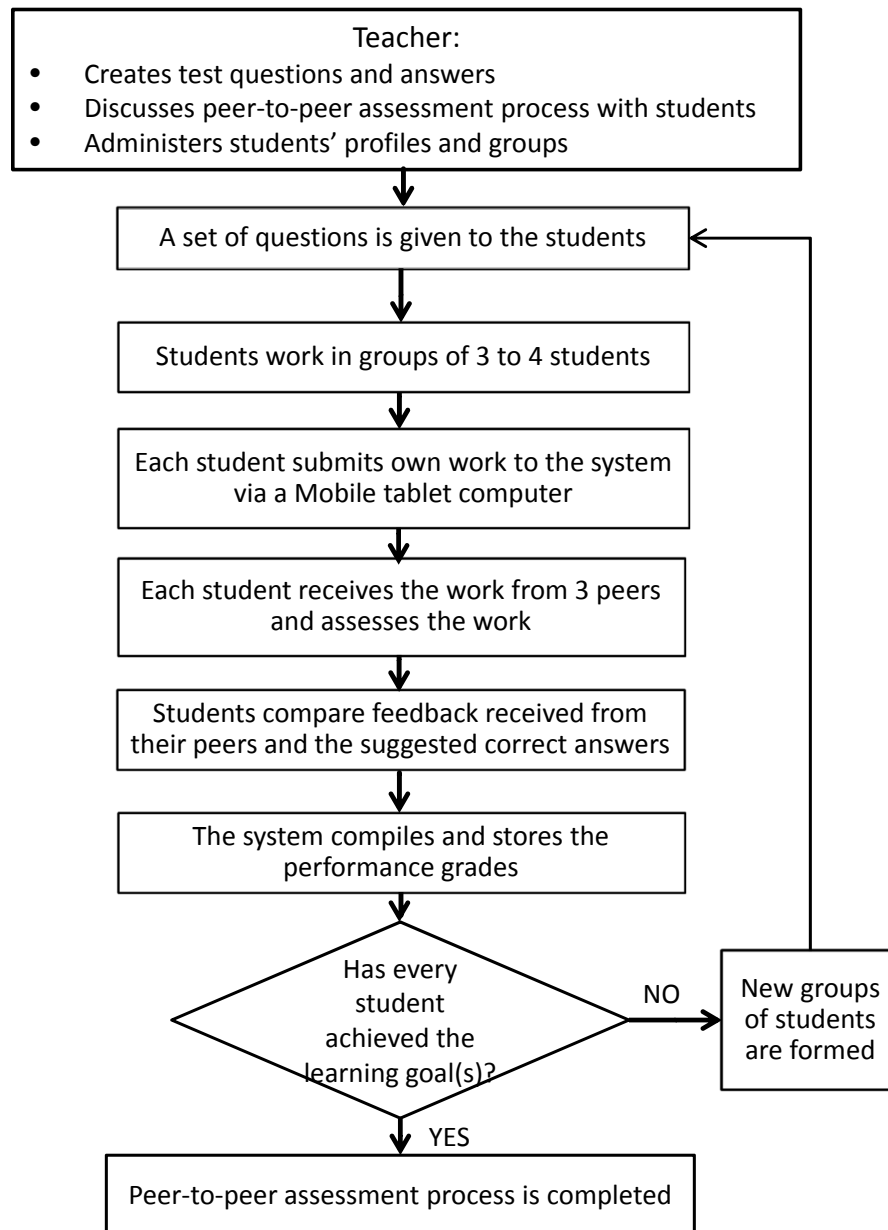 Teacher:
• Creates test questions and answers
• Discusses peer-to-peer assessment process with students
• Administers students’ profiles and groups
A set of questions is given to the students
Students work in groups of 3 to 4 students
Each student submits own work to the system
via a Mobile tablet computer
Each student receives the work from 3 peers
and assesses the work
Students compare feedback received from
their peers and the suggested correct answers
The system compiles and stores the
performance grades
Has every
student
achieved the
learning goal(s)?
NO
New groups
of students
are formed
YES
Peer-to-peer assessment process is completed